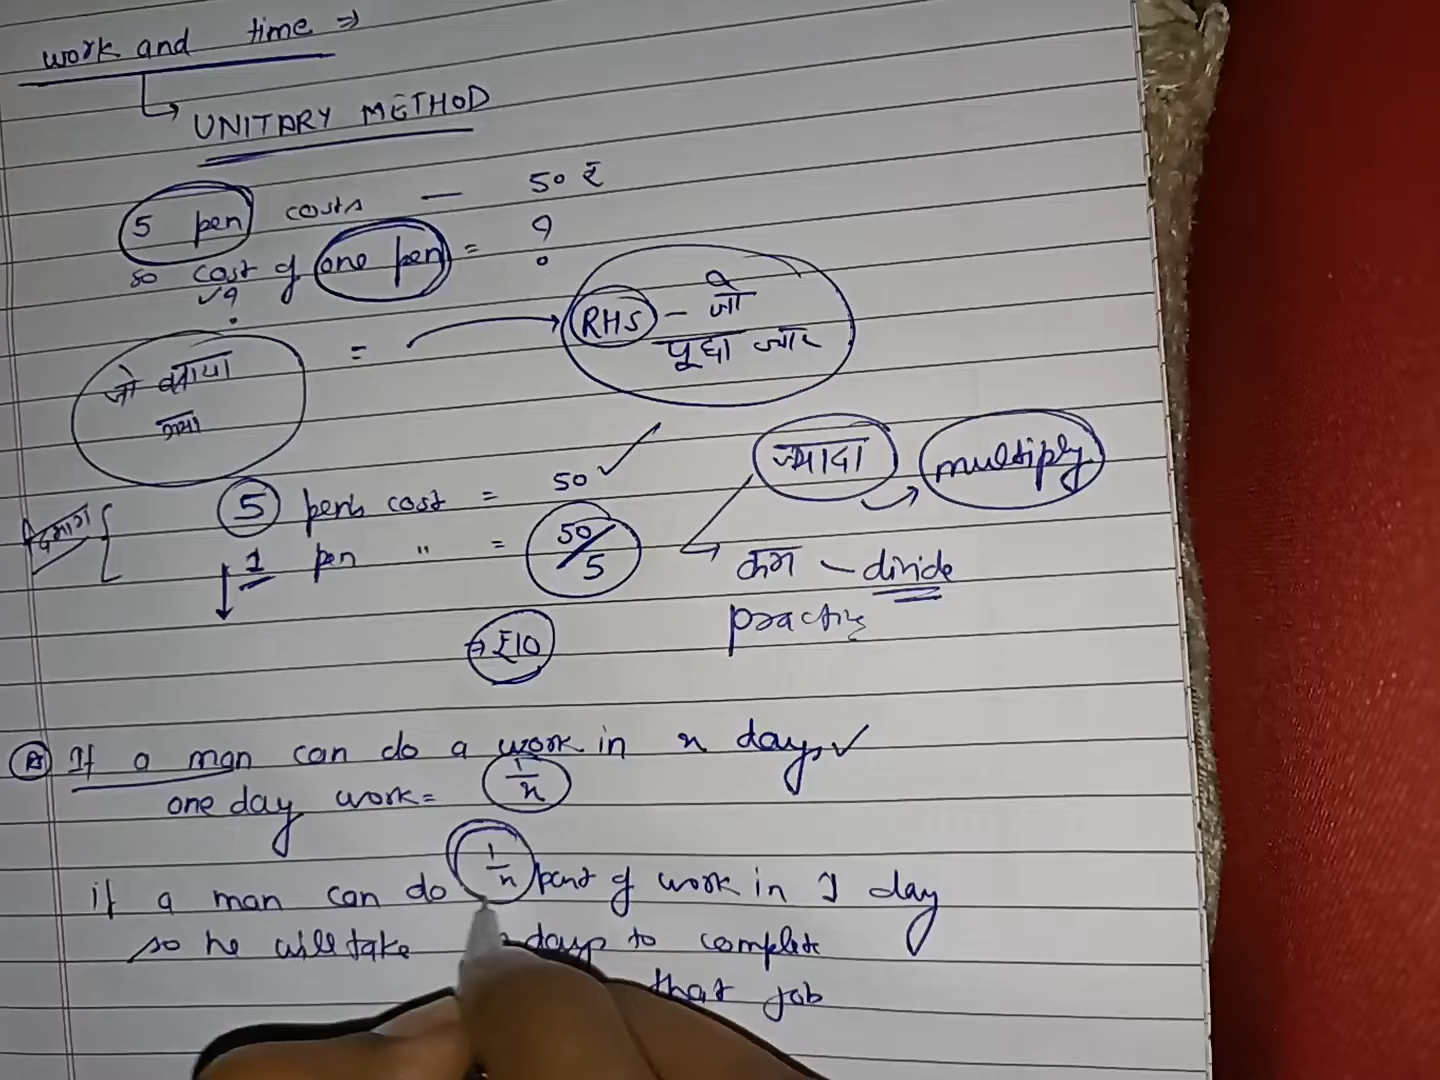 work and time ⇒
UNITARY METHOD
5 pen costs — 50 ₹
so cost of one pen = ?
?
जो बताया = RHS - जो
गया पूछा जाए
ज्यादा multiply
5 pens cost = 50 ✓
1 pen " = 50/5
कम - divide
⇒ ₹10
If a man can do a work in n days ✓
one day work = 1/n
if a man can do 1/n part of work in 1 day
so he will take days to complete
that job